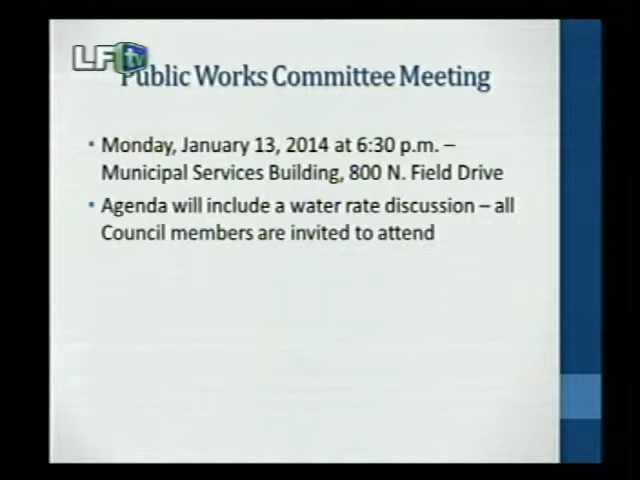 LFtv
Public Works Committee Meeting
• Monday, January 13, 2014 at 6:30 p.m. –
Municipal Services Building, 800 N. Field Drive
• Agenda will include a water rate discussion – all
Council members are invited to attend